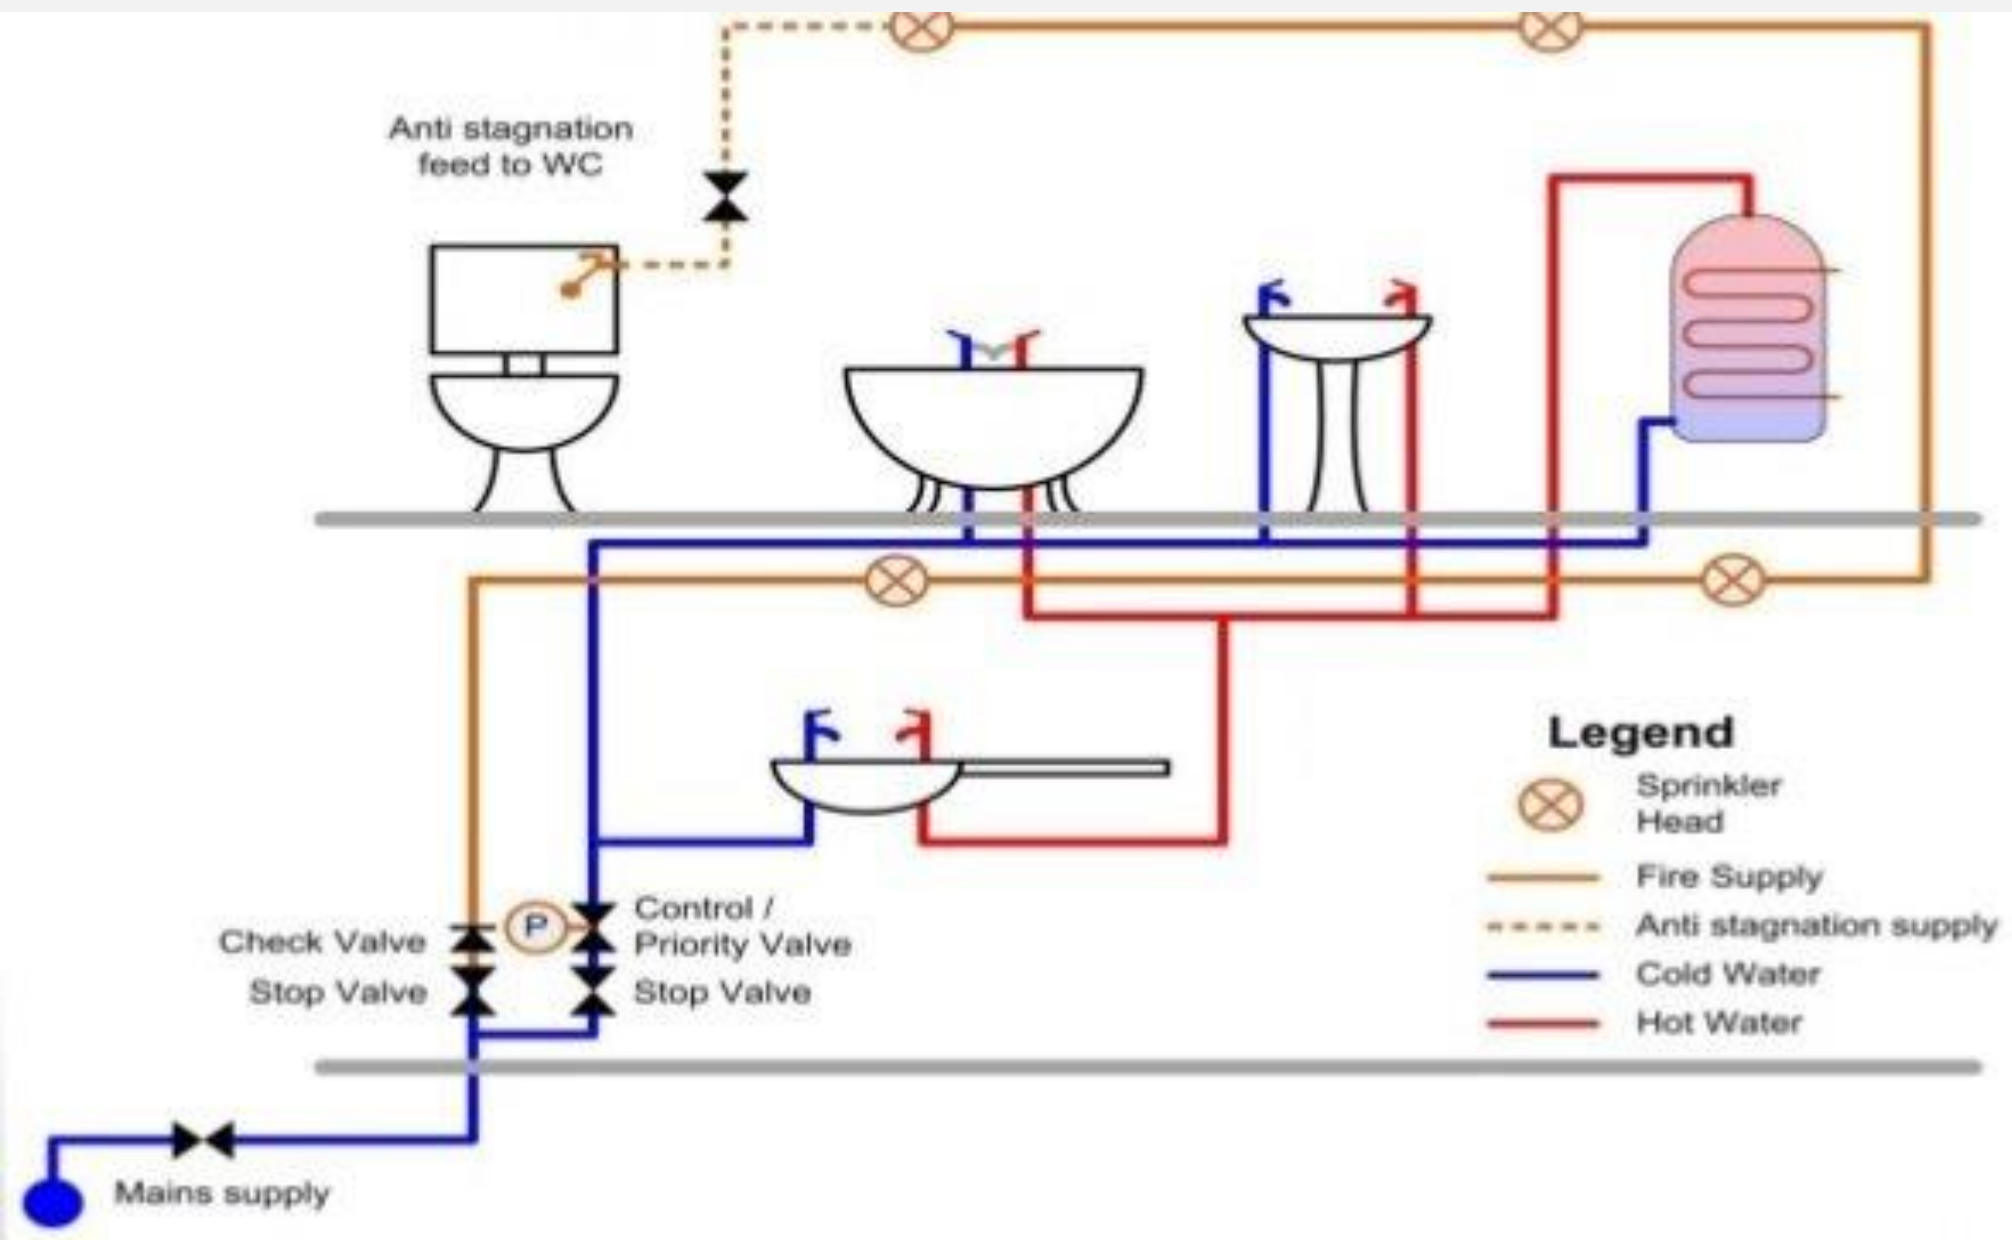 Anti stagnation
feed to WC
Legend
Sprinkler
Head
Fire Supply
Anti stagnation supply
Cold Water
Hot Water
P
Control /
Priority Valve
Check Valve
Stop Valve
Stop Valve
Mains supply